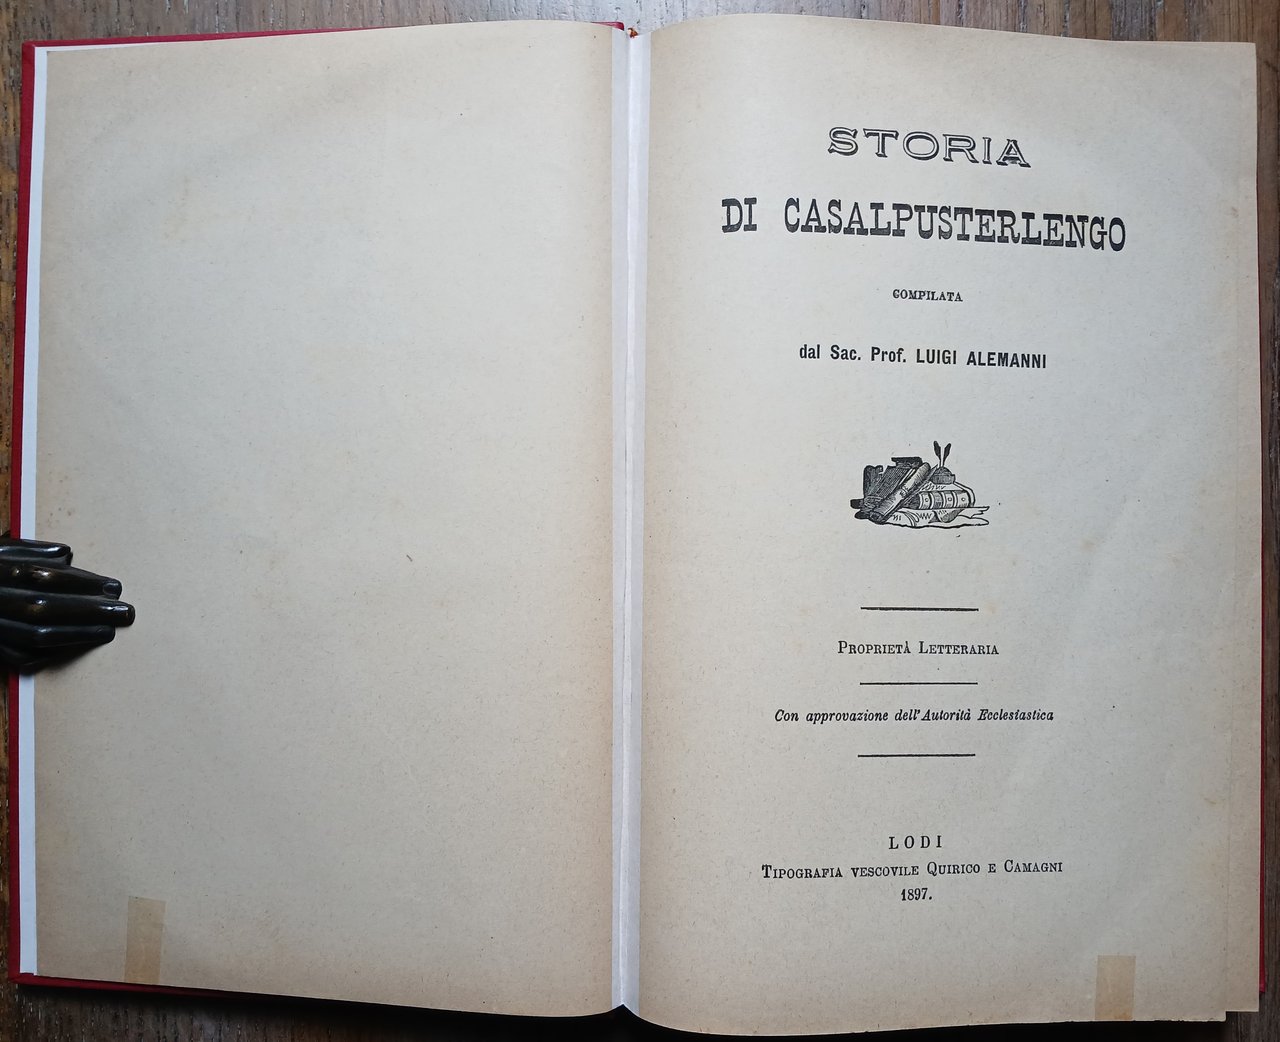 STORIA
DI CASALPUSTERLENGO
COMPILATA
dal Sac. Prof. LUIGI ALEMANNI
PROPRIETÀ LETTERARIA
Con approvazione dell'Autorità Ecclesiastica
LODI
TIPOGRAFIA VESCOVILE QUIRICO E CAMAGNI
1897.